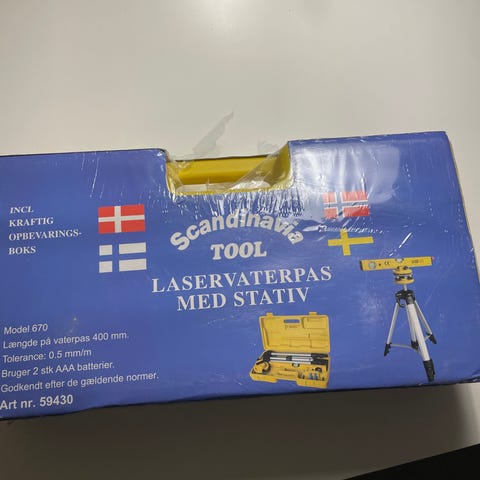 INCL
KRAFTIG
OPBEVARINGS-
BOKS
Scandinavia
TOOL
LASERVATERPAS
MED STATIV
Model 670
Længde på vaterpas 400 mm.
Tolerance: 0.5 mm/m
Bruger 2 stk AAA batterier.
Godkendt efter de gældende normer.
Art nr. 59430